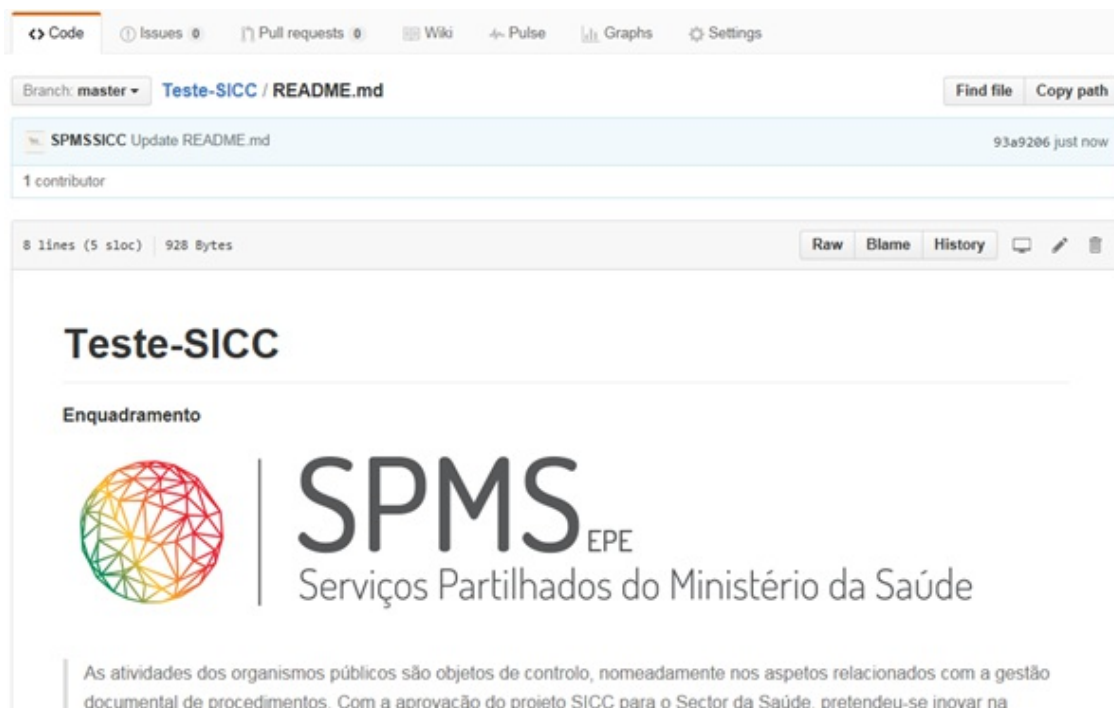 Code Issues 0 Pull requests 0 Wiki Pulse Graphs Settings
Branch: master Teste-SICC / README.md Find file Copy path
SPMSSICC Update README.md 93a9206 just now
1 contributor
8 lines (5 sloc) 928 Bytes Raw Blame History
Teste-SICC
Enquadramento
SPMS EPE
Serviços Partilhados do Ministério da Saúde
As atividades dos organismos públicos são objetos de controlo, nomeadamente nos aspetos relacionados com a gestão
documental de procedimentos. Com a aprovação do projeto SICC para o Sector da Saúde, pretendeu-se inovar na